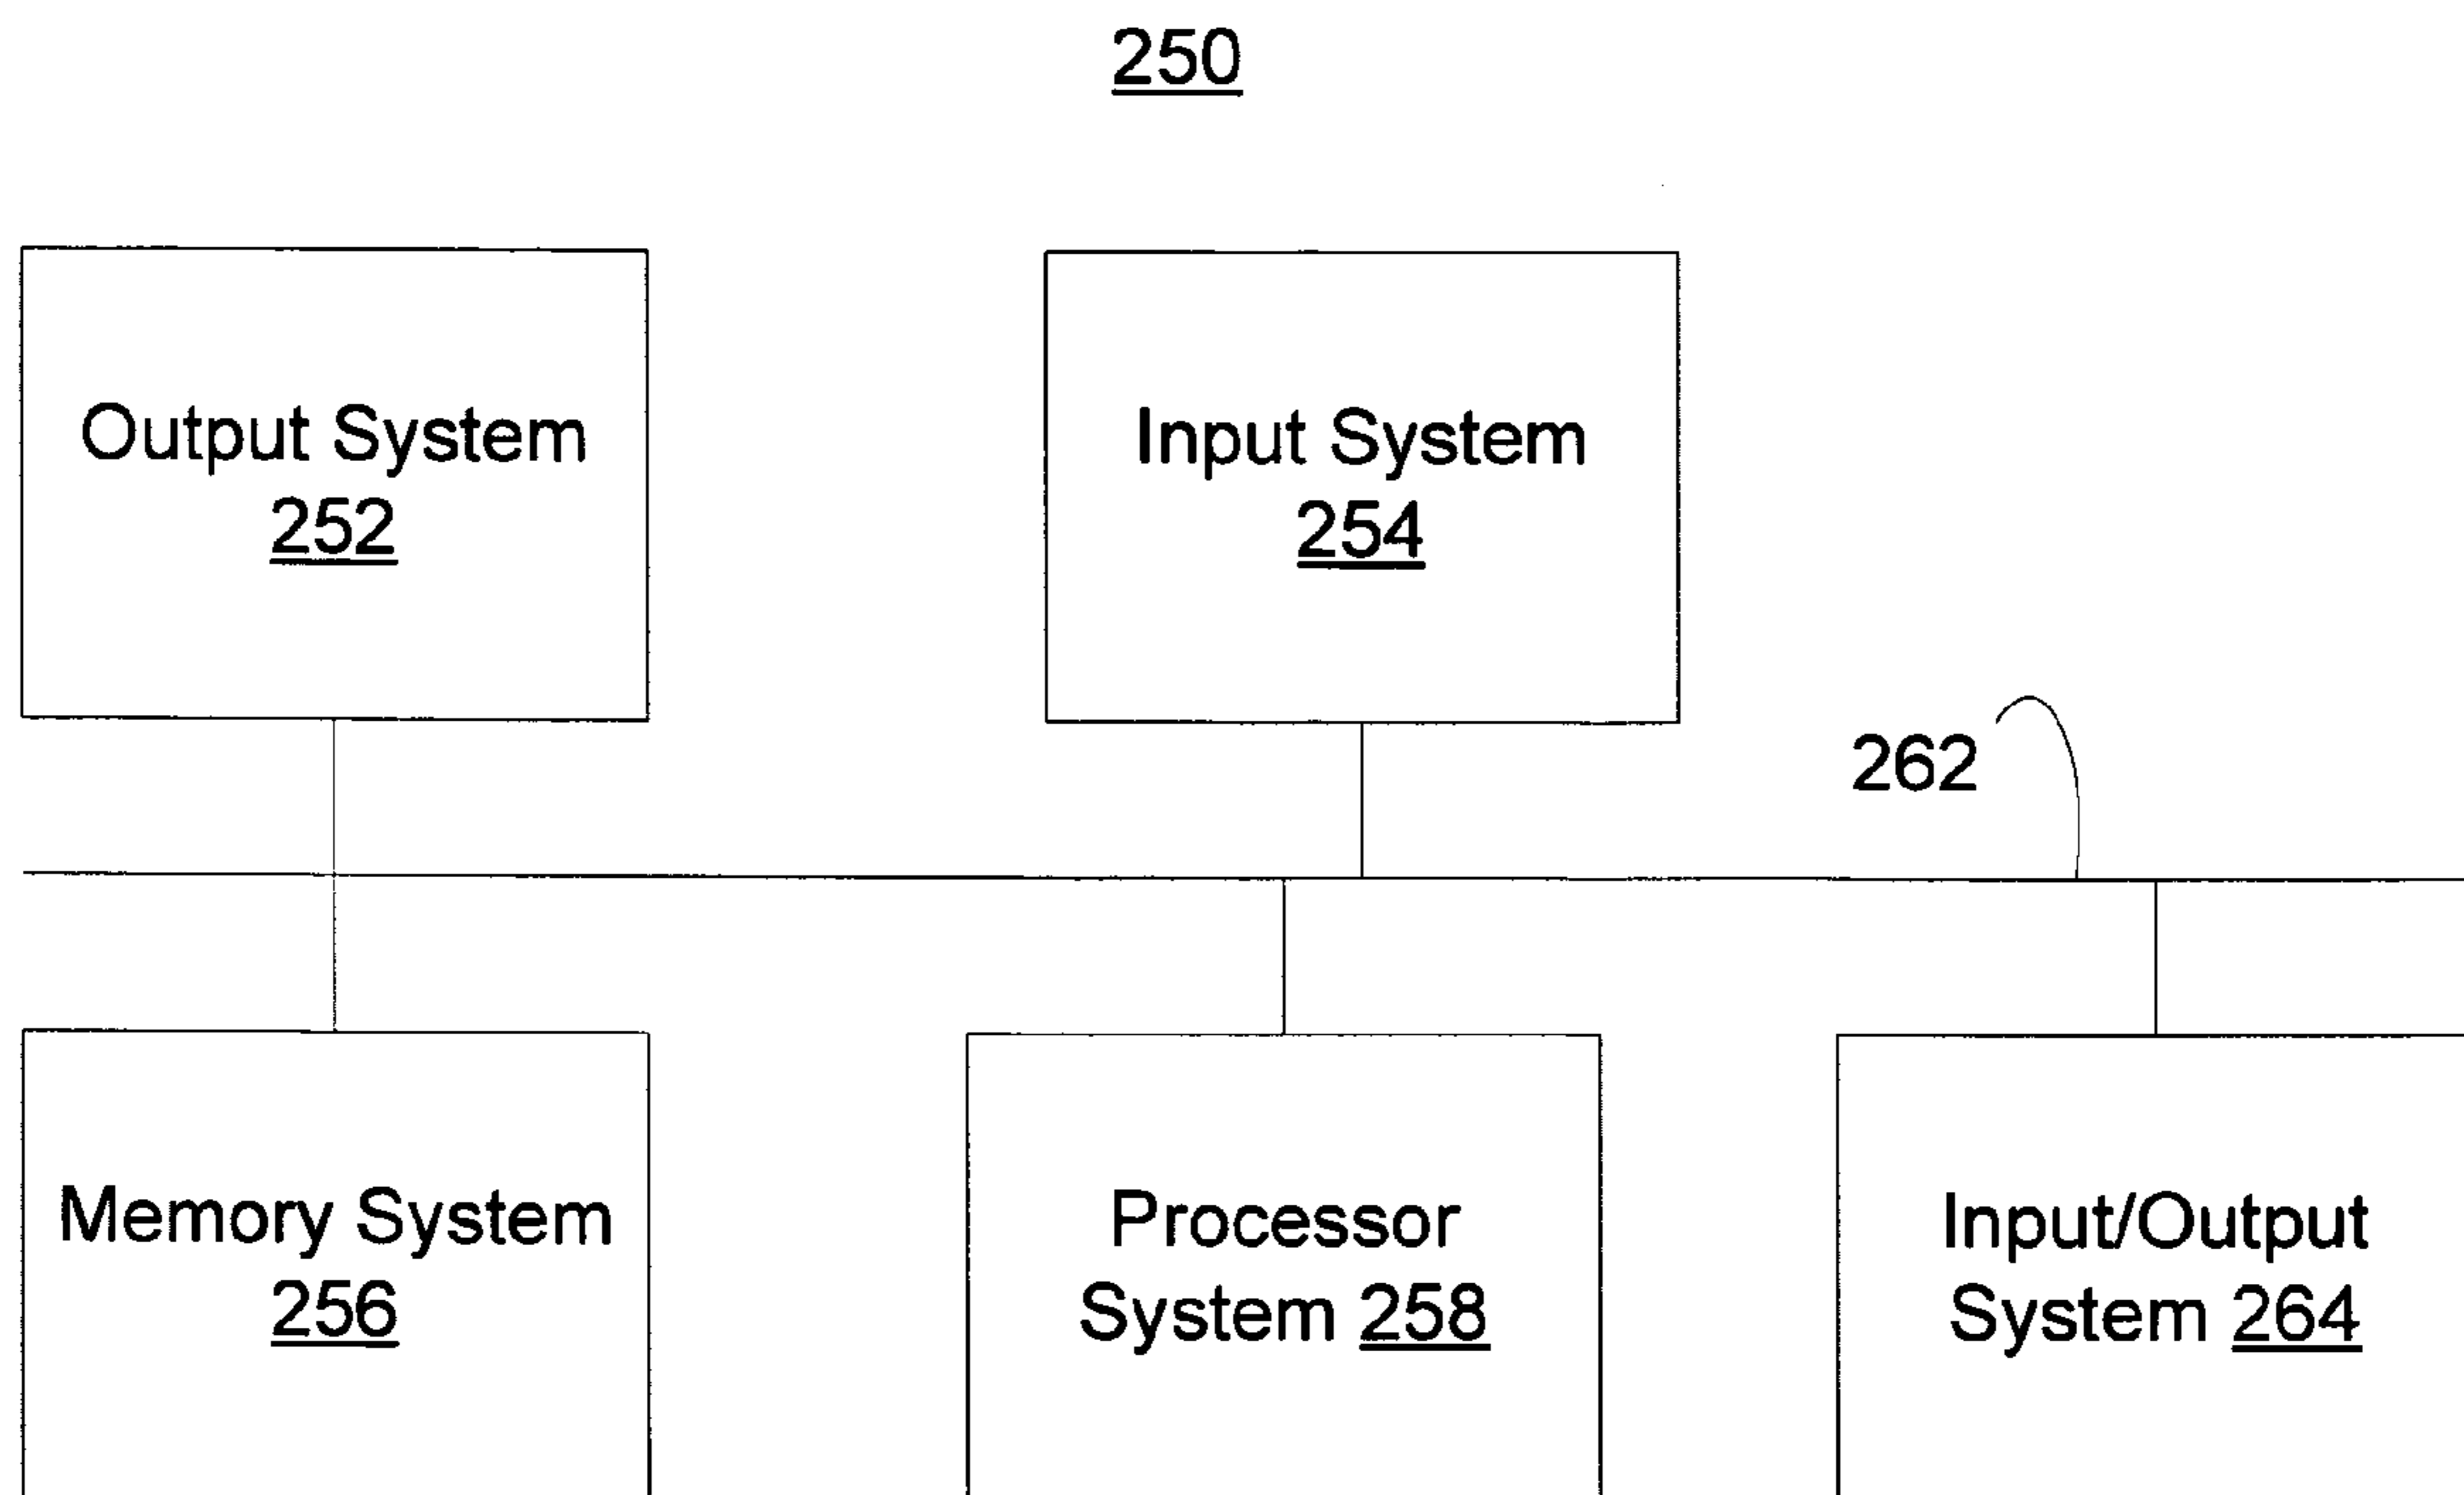 250
Output System
252
Input System
254
262
Memory System
256
Processor
System 258
Input/Output
System 264